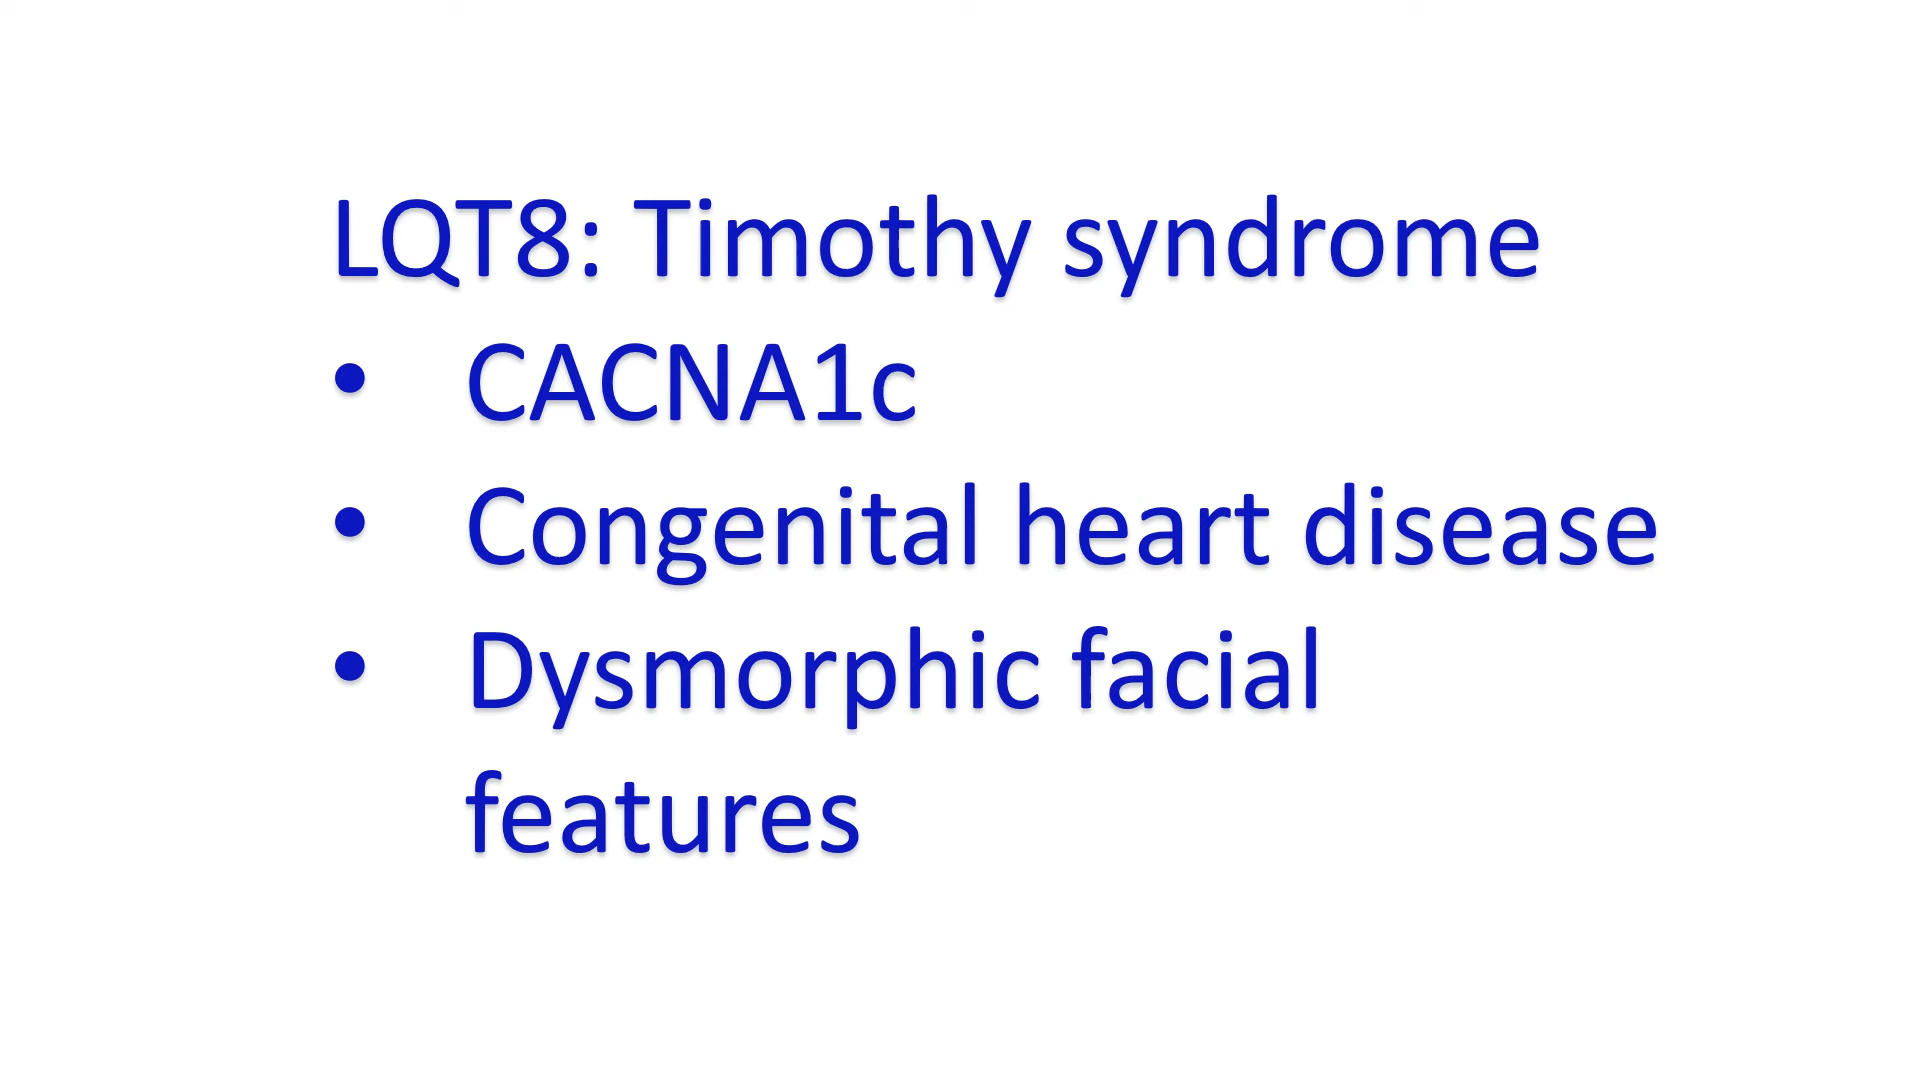 LQT8: Timothy syndrome
• CACNA1c
• Congenital heart disease
• Dysmorphic facial
features